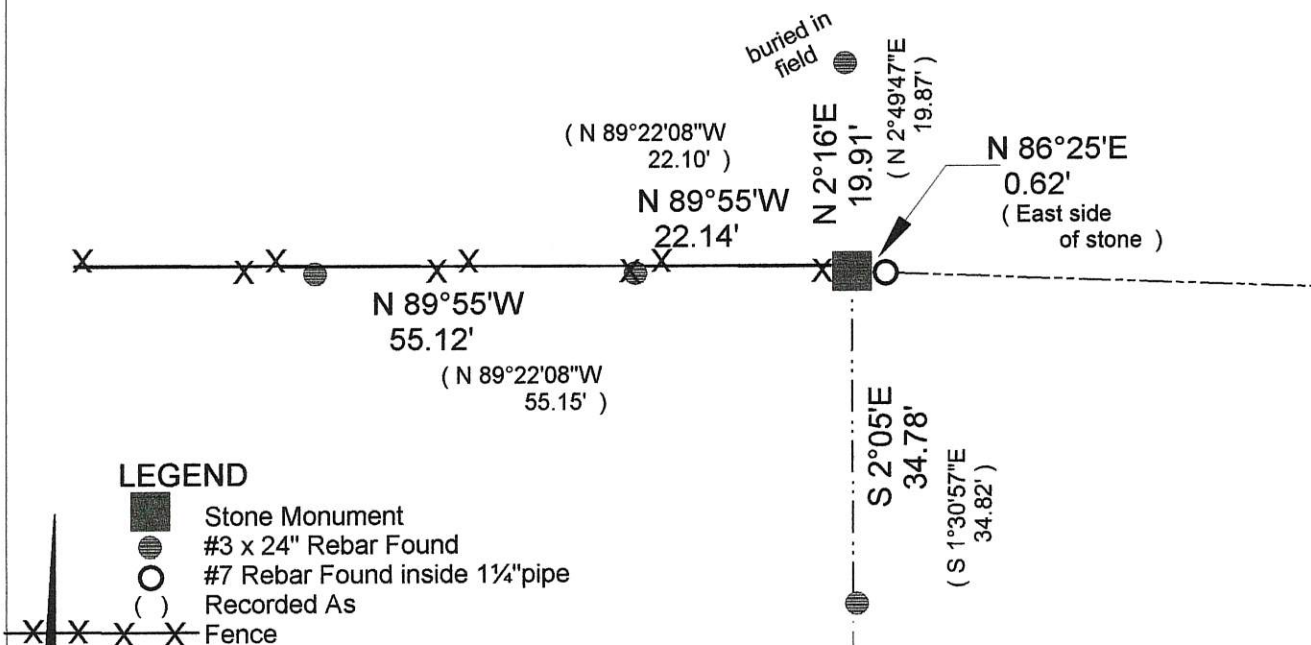 buried in
field
N 2°16'E
19.91'
( N 2°49'47"E
19.87' )
( N 89°22'08"W
22.10' )
N 89°55'W
22.14'
N 86°25'E
0.62'
( East side
of stone )
N 89°55'W
55.12'
( N 89°22'08"W
55.15' )
S 2°05'E
34.78'
( S 1°30'57"E
34.82' )
LEGEND
Stone Monument
#3 x 24" Rebar Found
#7 Rebar Found inside 1¼"pipe
( ) Recorded As
Fence